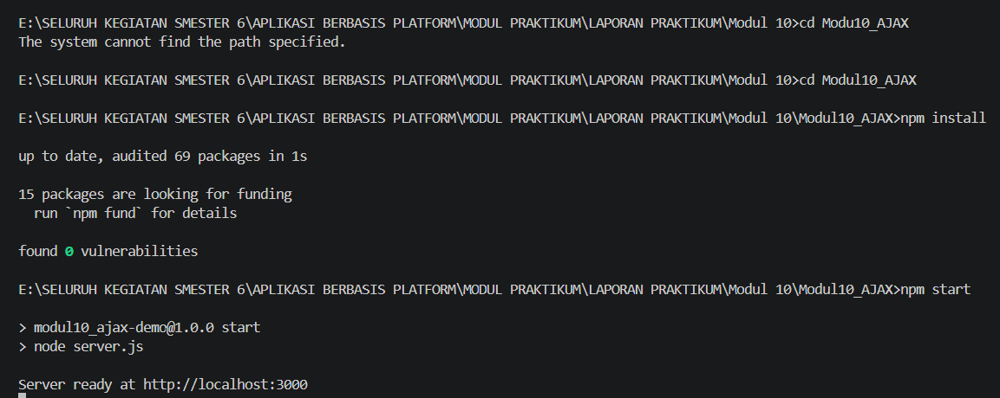 E:\SELURUH KEGIATAN SMESTER 6\APLIKASI BERBASIS PLATFORM\MODUL PRAKTIKUM\LAPORAN PRAKTIKUM\Modul 10>cd Modu10_AJAX
The system cannot find the path specified.
E:\SELURUH KEGIATAN SMESTER 6\APLIKASI BERBASIS PLATFORM\MODUL PRAKTIKUM\LAPORAN PRAKTIKUM\Modul 10>cd Modul10_AJAX
E:\SELURUH KEGIATAN SMESTER 6\APLIKASI BERBASIS PLATFORM\MODUL PRAKTIKUM\LAPORAN PRAKTIKUM\Modul 10\Modul10_AJAX>npm install
up to date, audited 69 packages in 1s
15 packages are looking for funding
  run `npm fund` for details
found 0 vulnerabilities
E:\SELURUH KEGIATAN SMESTER 6\APLIKASI BERBASIS PLATFORM\MODUL PRAKTIKUM\LAPORAN PRAKTIKUM\Modul 10\Modul10_AJAX>npm start
> modul10_ajax-demo@1.0.0 start
> node server.js
Server ready at http://localhost:3000